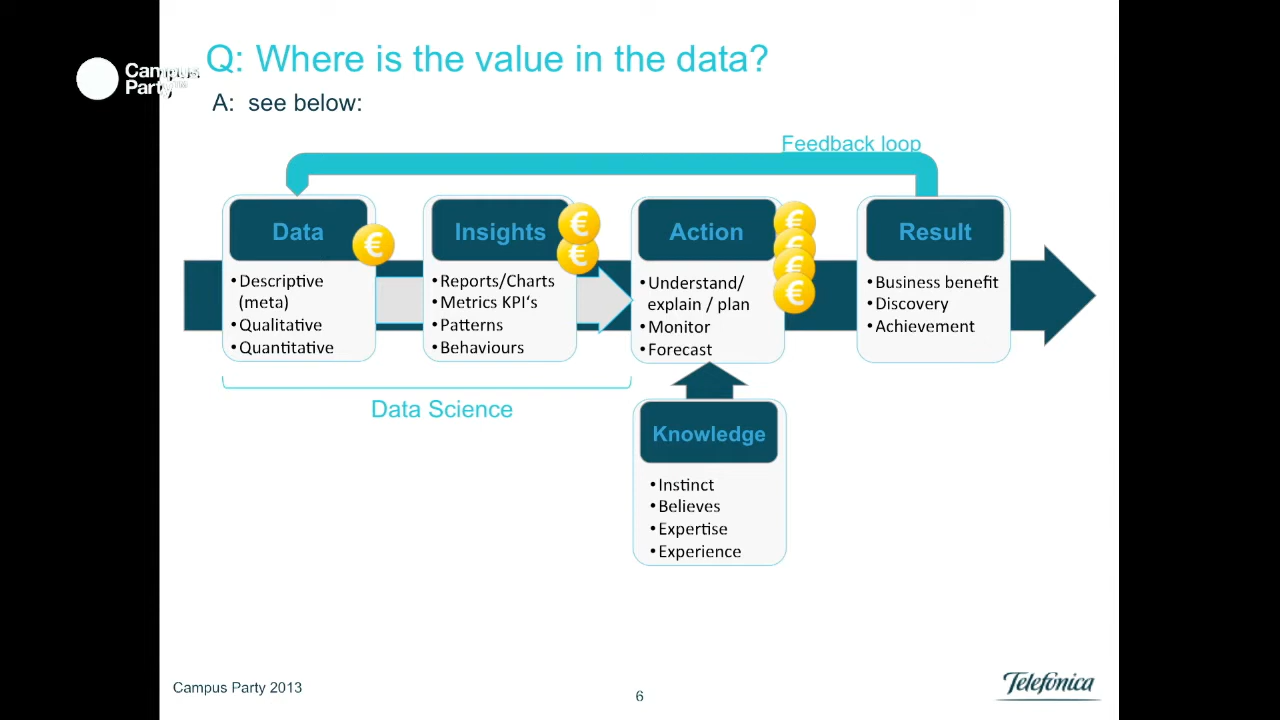 Q: Where is the value in the data?
Campus
Party™
A: see below:
Feedback loop
Data
€
•Descriptive
(meta)
•Qualitative
•Quantitative
Insights
€
€
•Reports/Charts
•Metrics KPI's
•Patterns
•Behaviours
Action
€
€
€
€
•Understand/
explain / plan
•Monitor
•Forecast
Result
•Business benefit
•Discovery
•Achievement
Data Science
Knowledge
•Instinct
•Believes
•Expertise
•Experience
Campus Party 2013
6
Telefónica